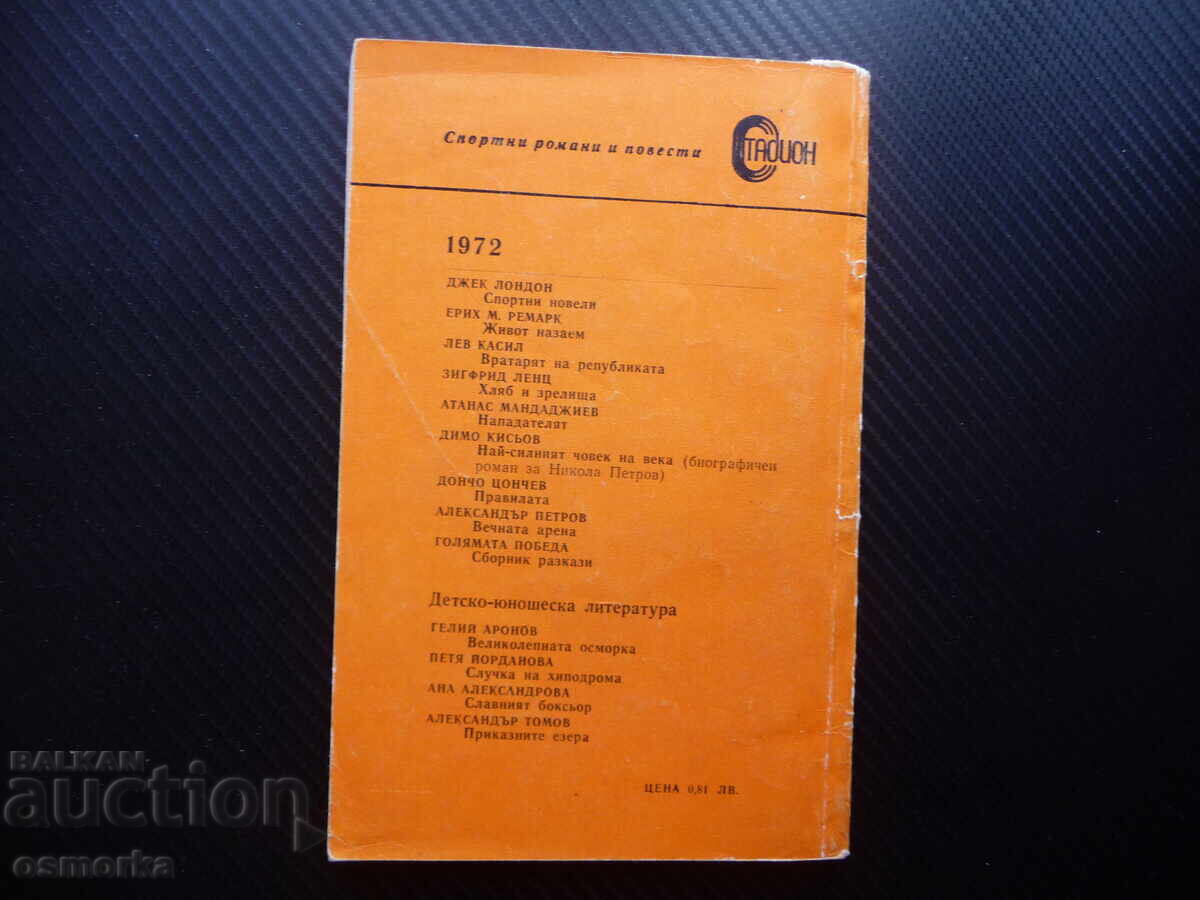 Спортни романи и повести
СТАДИОН
1972
ДЖЕК ЛОНДОН
Спортни новели
ЕРИХ М. РЕМАРК
Живот назаем
ЛЕВ КАСИЛ
Вратарят на републиката
ЗИГФРИД ЛЕНЦ
Хляб и зрелища
АТАНАС МАНДАДЖИЕВ
Нападателят
ДИМО КИСЬОВ
Най-силният човек на века (биографичен
роман за Никола Петров)
ДОНЧО ЦОНЧЕВ
Правилата
АЛЕКСАНДЪР ПЕТРОВ
Вечната арена
ГОЛЯМАТА ПОБЕДА
Сборник разкази
Детско-юношеска литература
ГЕЛИЙ АРОНОВ
Великолепната осморка
ПЕТЯ ЙОРДАНОВА
Случка на хиподрома
АНА АЛЕКСАНДРОВА
Славният боксьор
АЛЕКСАНДЪР ТОМОВ
Приказните езера
ЦЕНА 0,81 ЛВ.
BALKAN
auction
osmorka